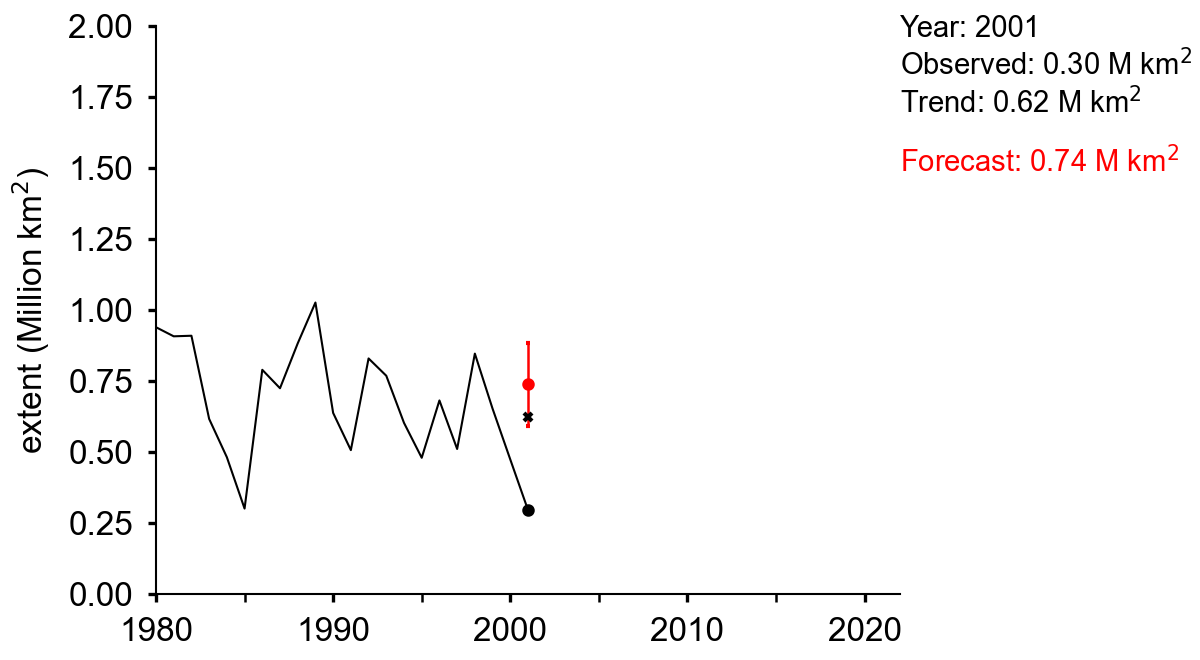 2.00
1.75
1.50
1.25
1.00
0.75
0.50
0.25
0.00
extent (Million km²)
1980
1990
2000
2010
2020
Year: 2001
Observed: 0.30 M km²
Trend: 0.62 M km²
Forecast: 0.74 M km²